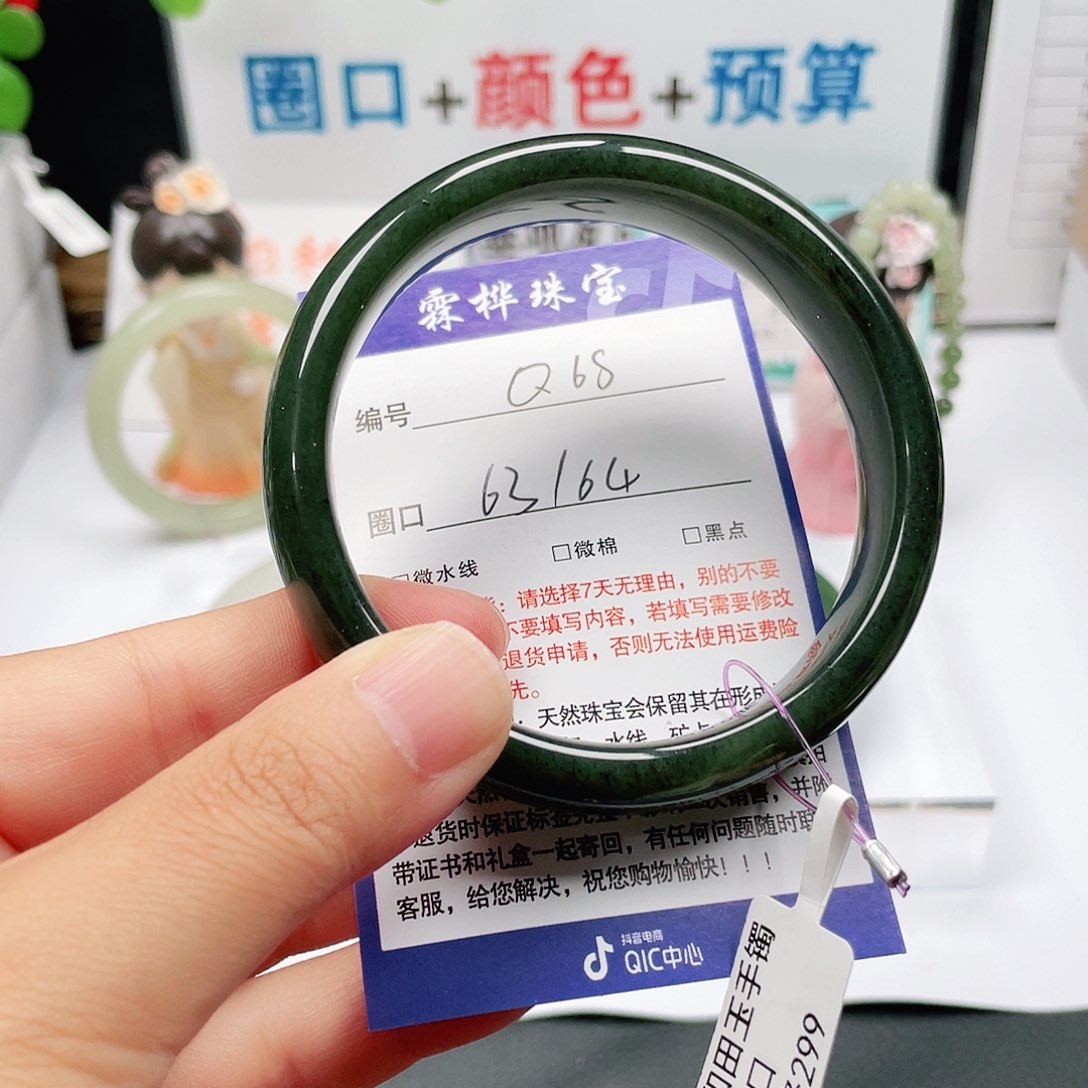 圈口+颜色+预算
霖桦珠宝
编号 Q68
圈口 63/64
微水线 □微棉 □黑点
：请选择7天无理由，别的不要
不要填写内容，若填写需要修改
退货申请，否则无法使用运费险
先。
天然珠宝会保留其在形成
水线
退货时保证标签完整
带证书和礼盒一起寄回，有任何问题随时联
客服，给您解决，祝您购物愉快！！！
抖音电商
QIC中心
和田玉手镯
口
299